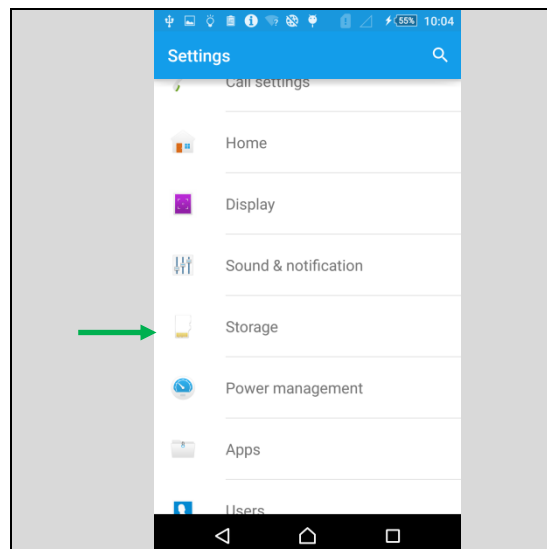 55% 10:04
Settings
Call settings
Home
Display
Sound & notification
Storage
Power management
Apps
Users